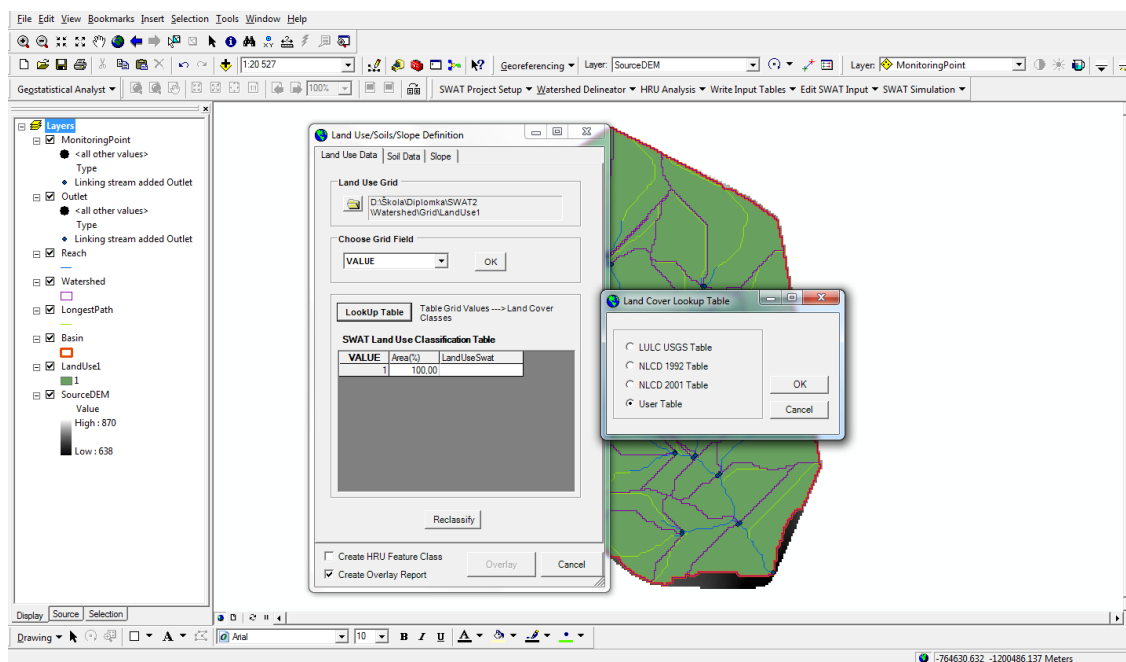 File Edit View Bookmarks Insert Selection Tools Window Help
1:20 527
Georeferencing Layer: SourceDEM
Layer: MonitoringPoint
Geostatistical Analyst
100%
SWAT Project Setup Watershed Delineator HRU Analysis Write Input Tables Edit SWAT Input SWAT Simulation
Layers
MonitoringPoint
<all other values>
Type
Linking stream added Outlet
Outlet
<all other values>
Type
Linking stream added Outlet
Reach
Watershed
LongestPath
Basin
LandUse1
1
SourceDEM
Value
High : 870
Low : 638
Display Source Selection
Land Use/Soils/Slope Definition
Land Use Data Soil Data Slope
Land Use Grid
D:\Škola\Diplomka\SWAT2
\Watershed\Grid\LandUse1
Choose Grid Field
VALUE OK
LookUp Table Table Grid Values ---> Land Cover
Classes
SWAT Land Use Classification Table
VALUE Area(%) LandUseSwat
1 100,00
Reclassify
Create HRU Feature Class
Create Overlay Report
Overlay Cancel
Land Cover Lookup Table
LULC USGS Table
NLCD 1992 Table
NLCD 2001 Table
User Table
OK
Cancel
Drawing A Arial 10 B I U A
-764630.632 -1200486.137 Meters